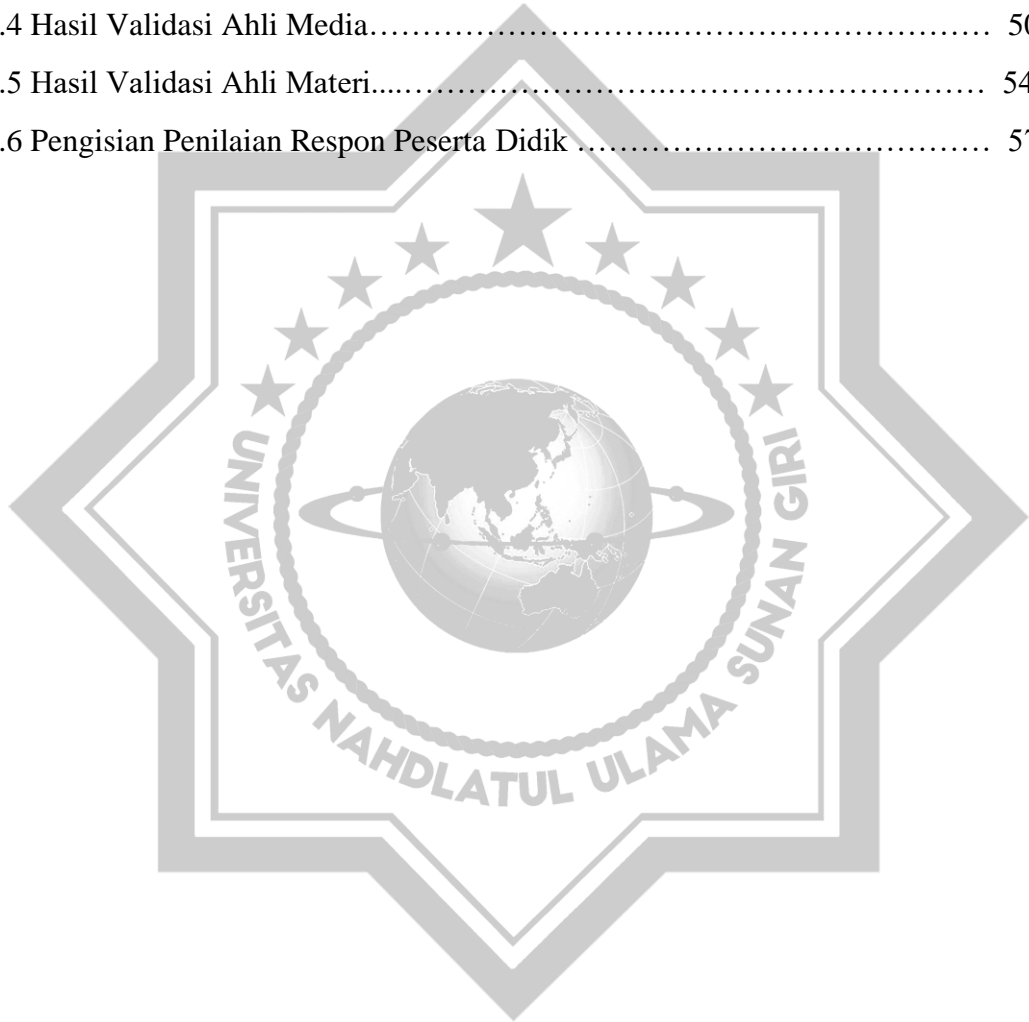 .4 Hasil Validasi Ahli Media……………………..………………………… 50
.5 Hasil Validasi Ahli Materi...…………………….………………………… 54
.6 Pengisian Penilaian Respon Peserta Didik ……………………………… 57
UNIVERSITAS NAHDLATUL ULAMA SUNAN GIRI